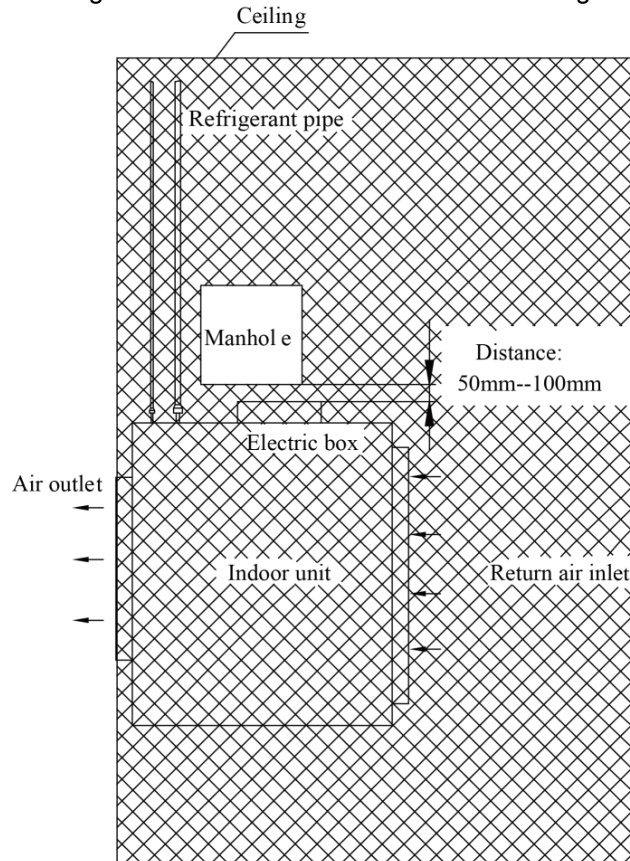 Ceiling
Refrigerant pipe
Manhol e
Distance:
50mm--100mm
Electric box
Air outlet
Indoor unit
Return air inlet